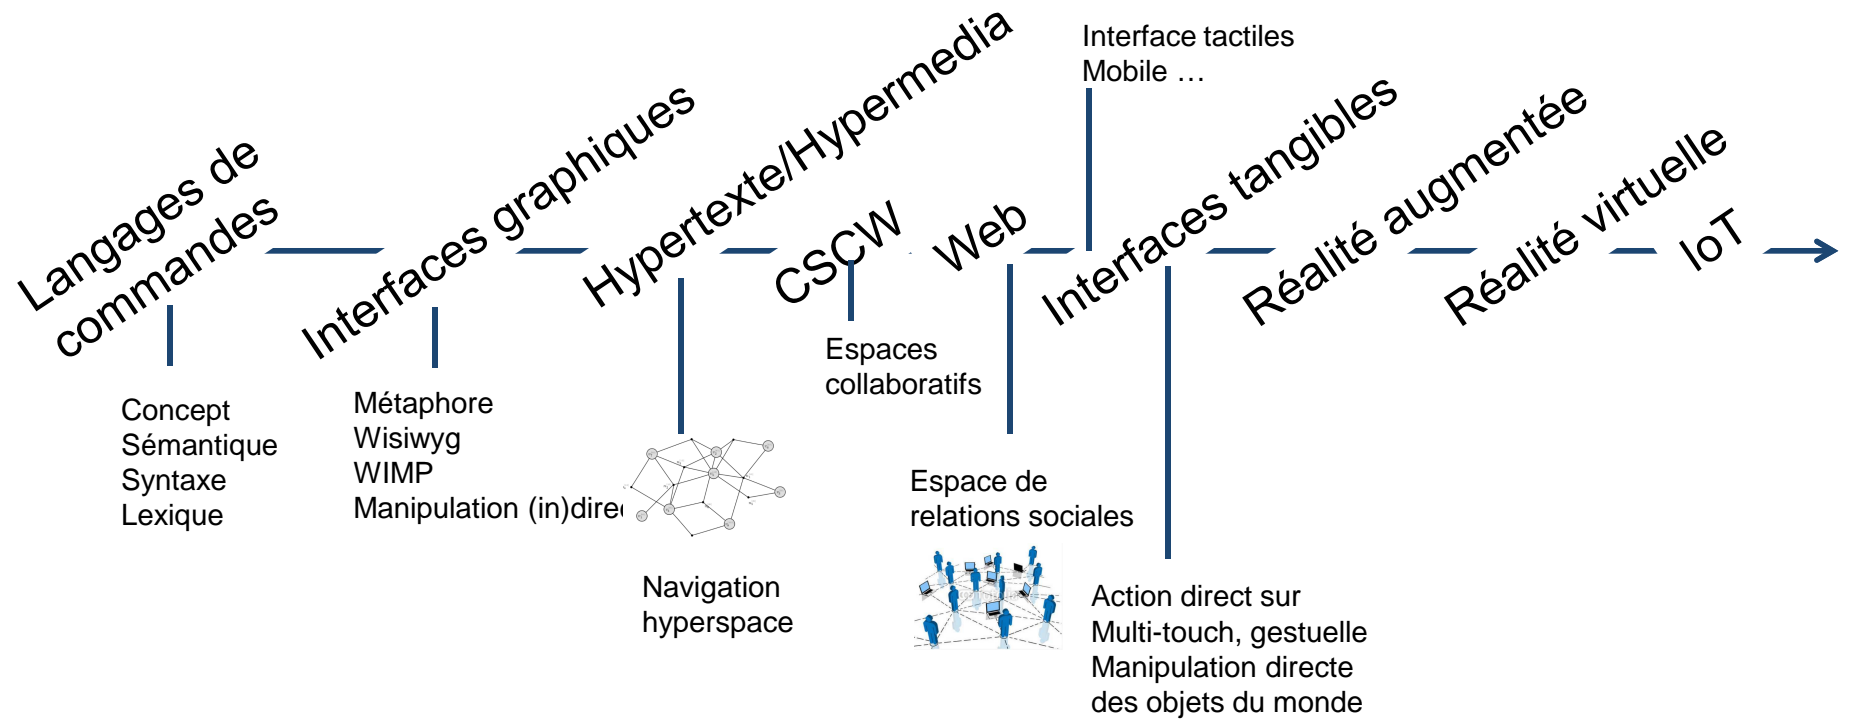 Langages de
commandes
Concept
Sémantique
Syntaxe
Lexique
Interfaces graphiques
Métaphore
Wisiwyg
WIMP
Manipulation (in)direc
Hypertexte/Hypermedia
Navigation
hyperspace
CSCW
Espaces
collaboratifs
Web
Espace de
relations sociales
Interface tactiles
Mobile …
Interfaces tangibles
Action direct sur
Multi-touch, gestuelle
Manipulation directe
des objets du monde
Réalité augmentée
Réalité virtuelle
IoT